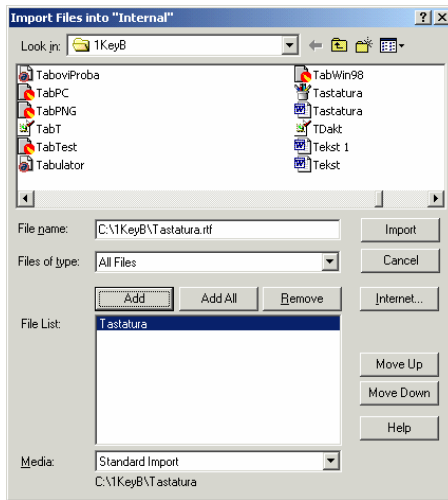 Import Files into "Internal"
Look in: 1KeyB
TaboviProba TabWin98
TabPC Tastatura
TabPNG Tastatura
TabT TDakt
TabTest Tekst 1
Tabulator Tekst
File name: C:\1KeyB\Tastatura.rtf Import
Files of type: All Files Cancel
Add Add All Remove Internet...
File List: Tastatura
Move Up
Move Down
Help
Media: Standard Import
C:\1KeyB\Tastatura